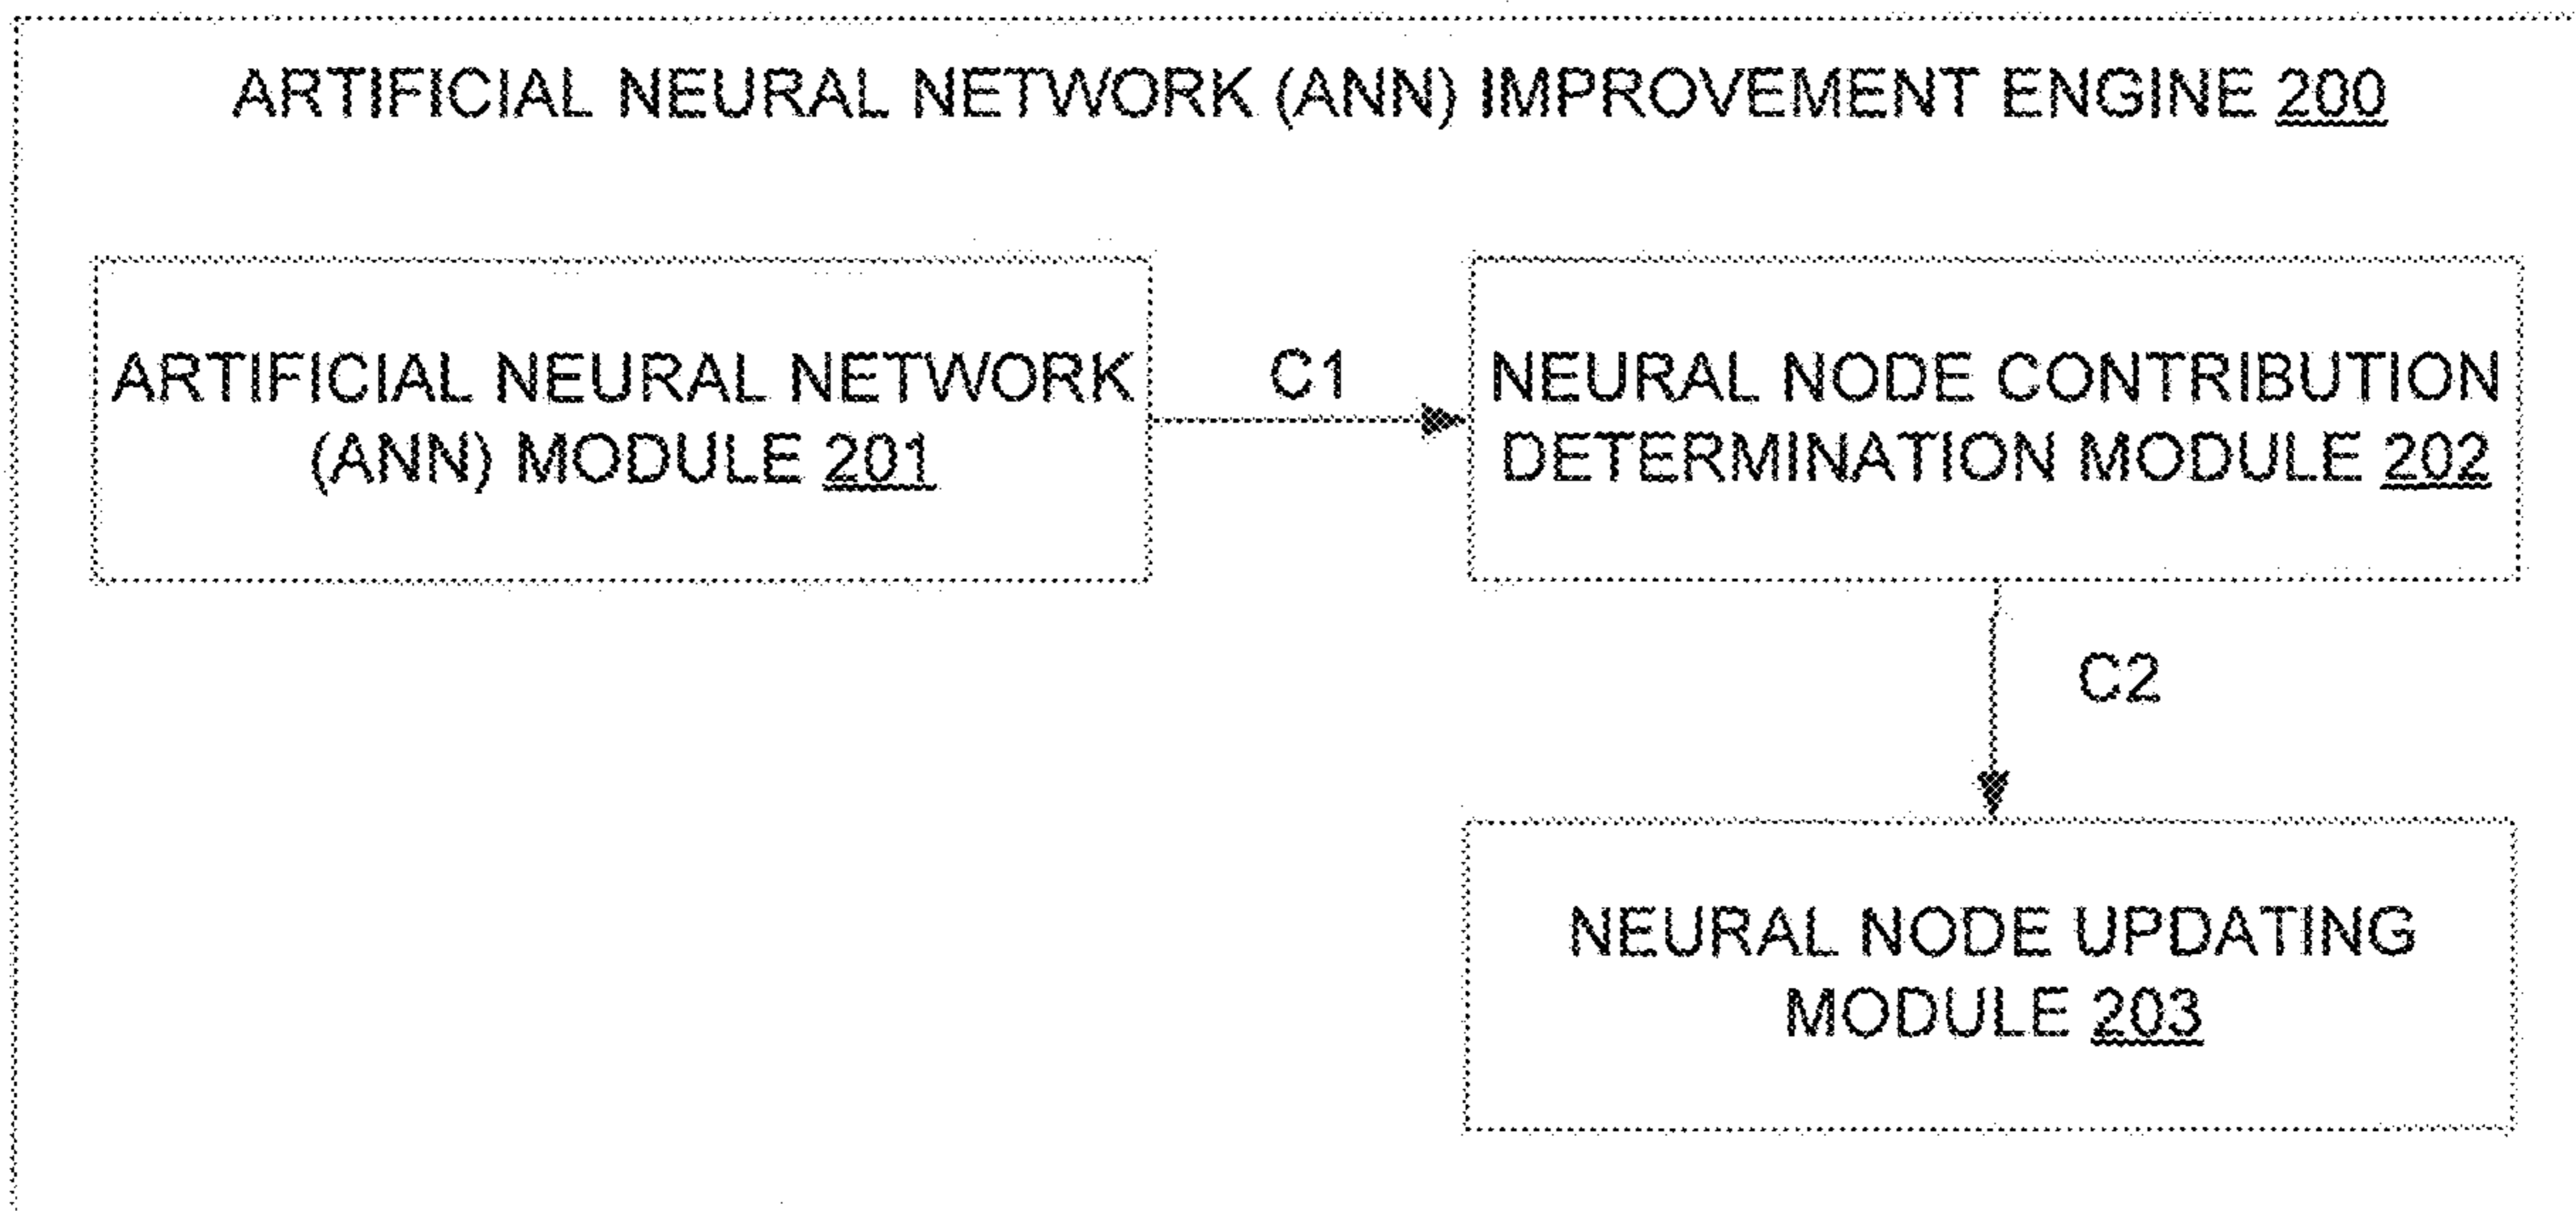 ARTIFICIAL NEURAL NETWORK (ANN) IMPROVEMENT ENGINE 200
ARTIFICIAL NEURAL NETWORK
(ANN) MODULE 201
C1
NEURAL NODE CONTRIBUTION
DETERMINATION MODULE 202
C2
NEURAL NODE UPDATING
MODULE 203